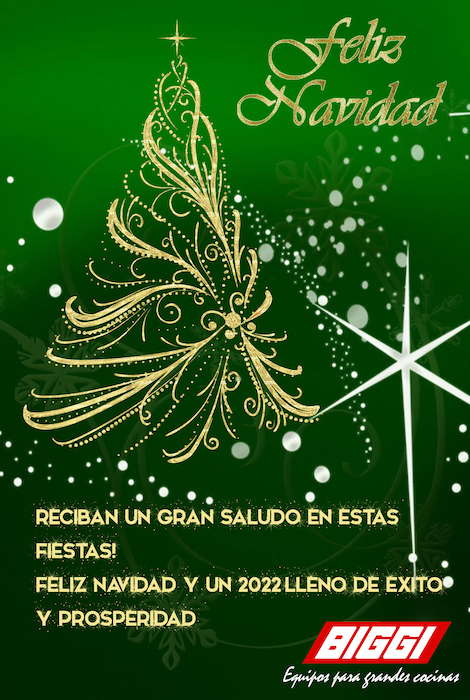 Feliz
Navidad
RECIBAN UN GRAN SALUDO EN ESTAS
FIESTAS!
FELIZ NAVIDAD Y UN 2022 LLENO DE EXITO
Y PROSPERIDAD
BIGGI
Equipos para grandes cocinas